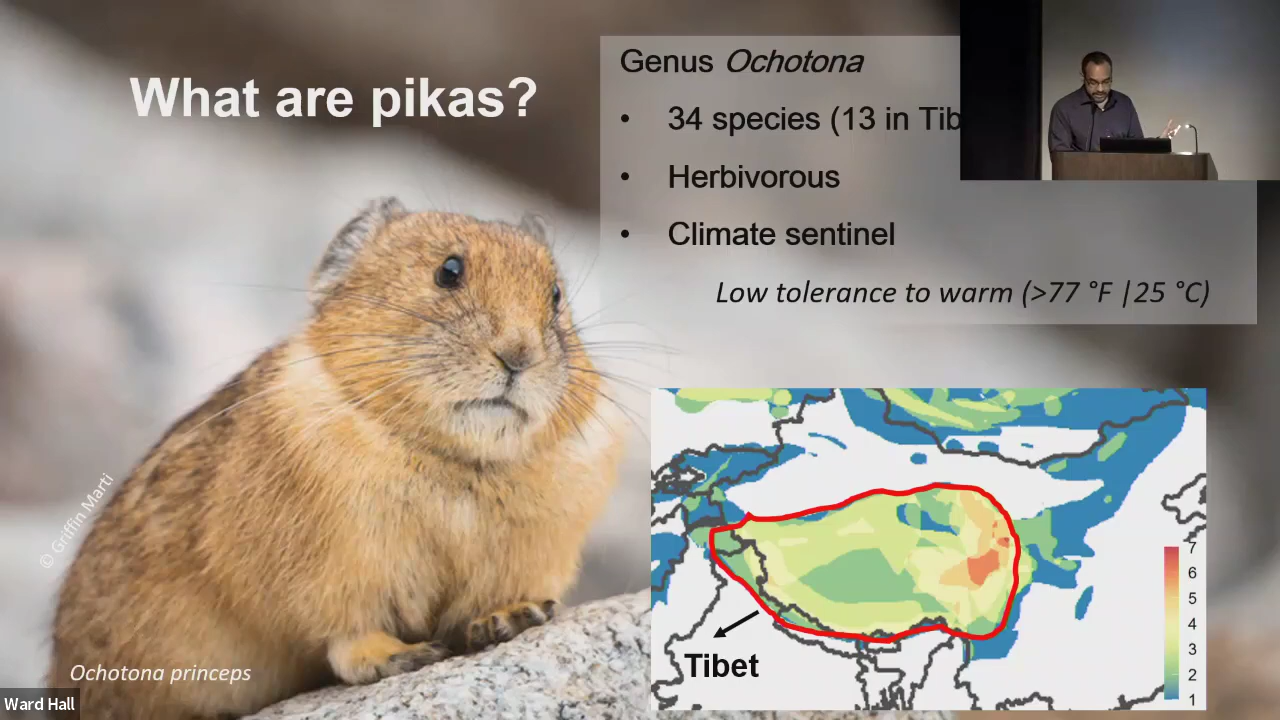 What are pikas?
Genus Ochotona
• 34 species (13 in Tib
• Herbivorous
• Climate sentinel
Low tolerance to warm (>77 °F |25 °C)
© Griffin Marti
Ochotona princeps
Ward Hall
Tibet
7
6
5
4
3
2
1